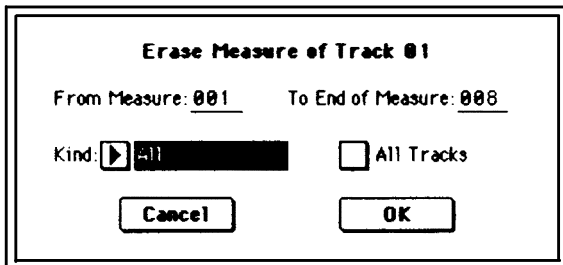 Erase Measure of Track 01
From Measure: 001 To End of Measure: 008
Kind: All All Tracks
Cancel OK